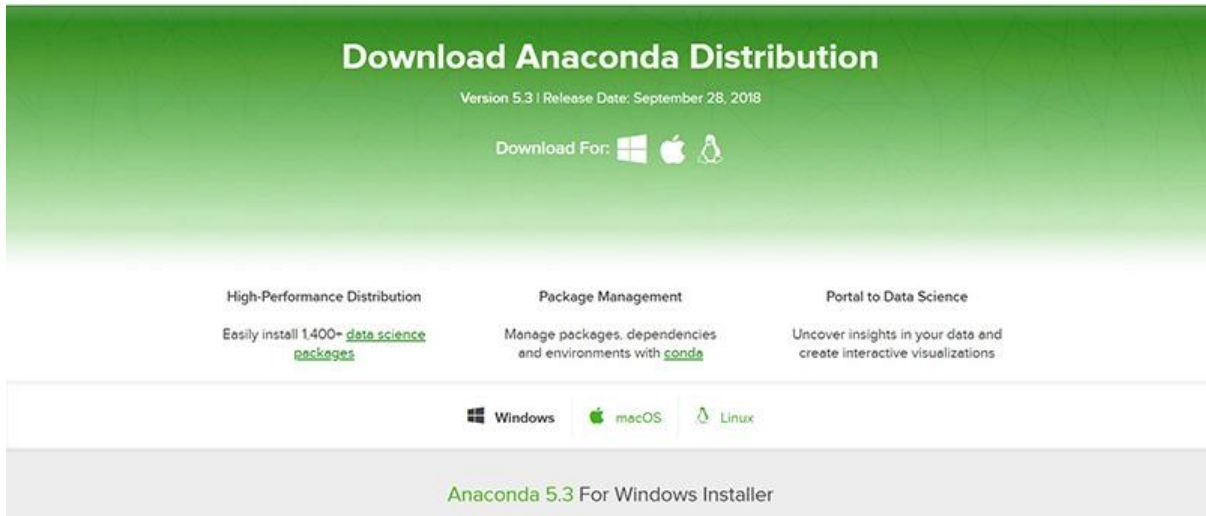 Download Anaconda Distribution
Version 5.3 | Release Date: September 28, 2018
Download For:
High-Performance Distribution
Easily install 1,400+ data science
packages
Package Management
Manage packages, dependencies
and environments with conda
Portal to Data Science
Uncover insights in your data and
create interactive visualizations
Windows
macOS
Linux
Anaconda 5.3 For Windows Installer